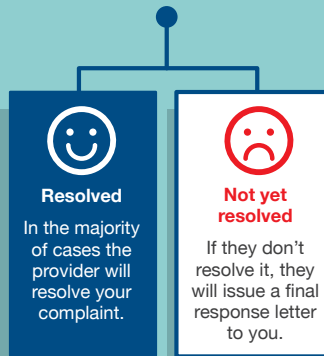 Resolved
In the majority
of cases the
provider will
resolve your
complaint.
Not yet
resolved
If they don't
resolve it, they
will issue a final
response letter
to you.